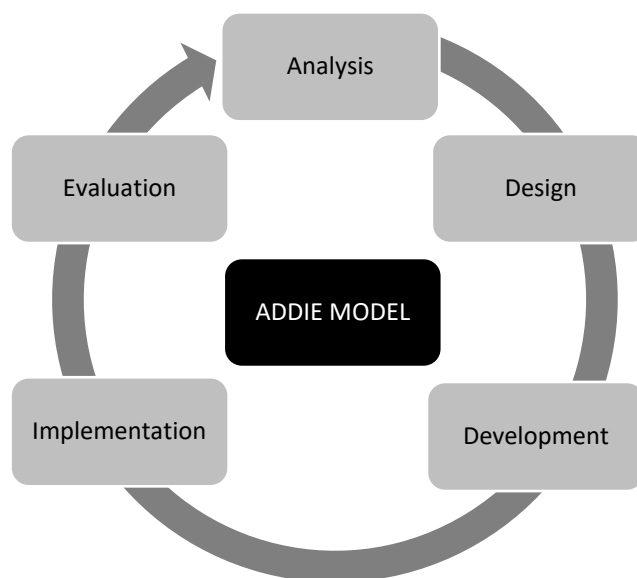 Analysis
Evaluation
Design
ADDIE MODEL
Implementation
Development